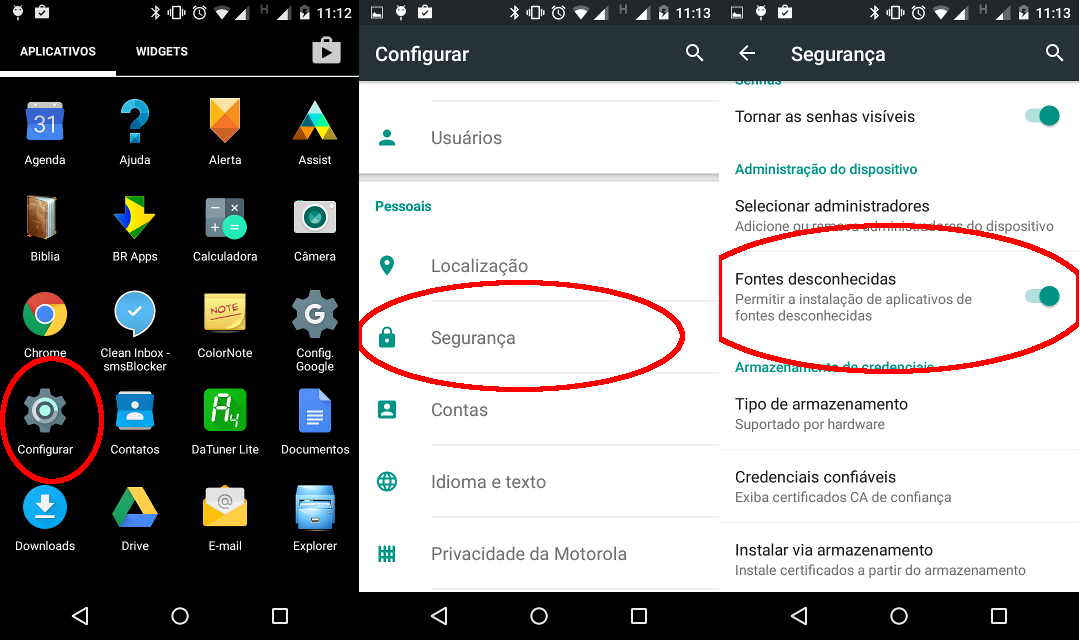 H 11:12
APLICATIVOS WIDGETS
31
Agenda Ajuda Alerta Assist
Biblia BR Apps Calculadora Câmera
NOTE
G
Chrome Clean Inbox - ColorNote Config.
smsBlocker Google
A4
Configurar Contatos DaTuner Lite Documentos
@
Downloads Drive E-mail Explorer
H 11:13
Configurar
Usuários
Pessoais
Localização
Segurança
Contas
Idioma e texto
Privacidade da Motorola
H 11:13
Segurança
Senhas
Tornar as senhas visíveis
Administração do dispositivo
Selecionar administradores
Adicione ou remova administradores do dispositivo
Fontes desconhecidas
Permitir a instalação de aplicativos de
fontes desconhecidas
Armazenamento de credenciais
Tipo de armazenamento
Suportado por hardware
Credenciais confiáveis
Exiba certificados CA de confiança
Instalar via armazenamento
Instale certificados a partir do armazenamento